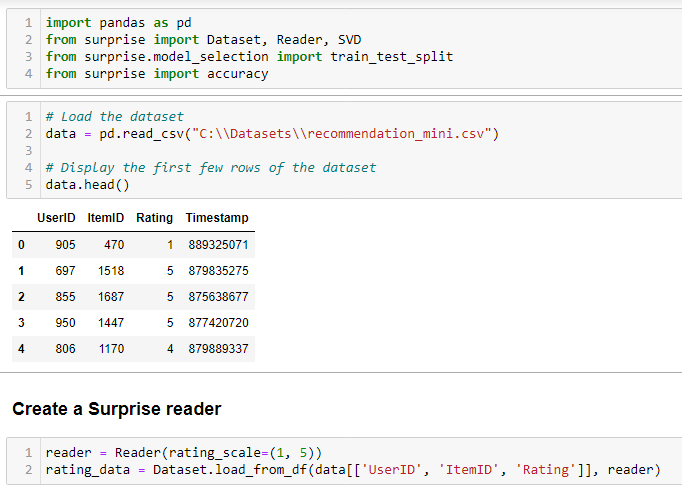 1 import pandas as pd
2 from surprise import Dataset, Reader, SVD
3 from surprise.model_selection import train_test_split
4 from surprise import accuracy
1 # Load the dataset
2 data = pd.read_csv("C:\\Datasets\\recommendation_mini.csv")
3
4 # Display the first few rows of the dataset
5 data.head()
UserID ItemID Rating Timestamp
0 905 470 1 889325071
1 697 1518 5 879835275
2 855 1687 5 875638677
3 950 1447 5 877420720
4 806 1170 4 879889337
Create a Surprise reader
1 reader = Reader(rating_scale=(1, 5))
2 rating_data = Dataset.load_from_df(data[['UserID', 'ItemID', 'Rating']], reader)